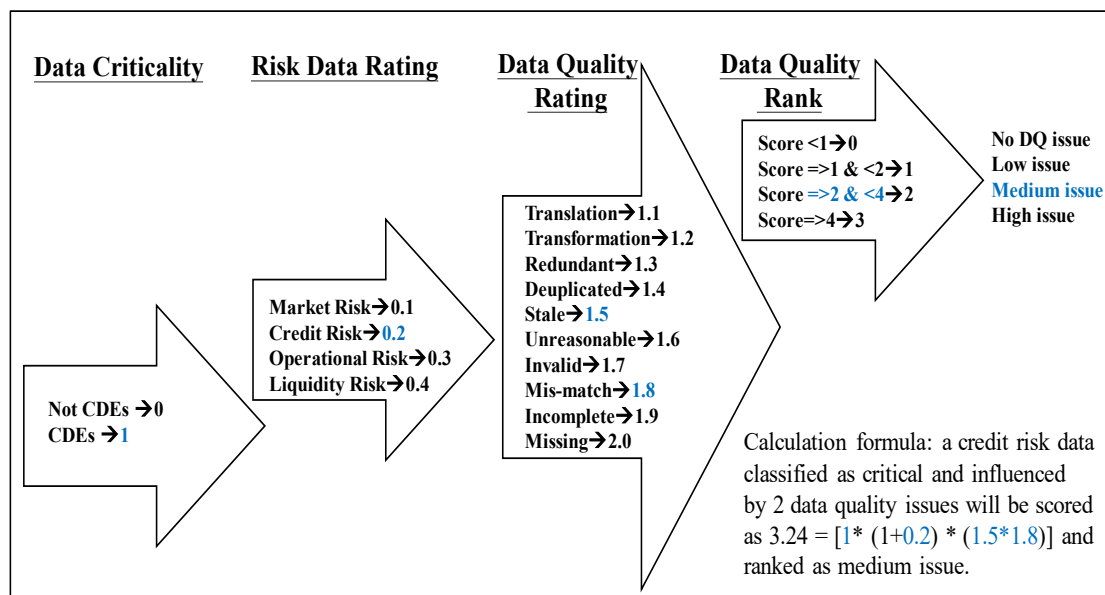 Data Criticality
Not CDEs →0
CDEs →1
Risk Data Rating
Market Risk→0.1
Credit Risk→0.2
Operational Risk→0.3
Liquidity Risk→0.4
Data Quality
Rating
Translation→1.1
Transformation→1.2
Redundant→1.3
Deuplicated→1.4
Stale→1.5
Unreasonable→1.6
Invalid→1.7
Mis-match→1.8
Incomplete→1.9
Missing→2.0
Data Quality
Rank
Score <1→0
Score =>1 & <2→1
Score =>2 & <4→2
Score=>4→3
No DQ issue
Low issue
Medium issue
High issue
Calculation formula: a credit risk data
classified as critical and influenced
by 2 data quality issues will be scored
as 3.24 = [1* (1+0.2) * (1.5*1.8)] and
ranked as medium issue.